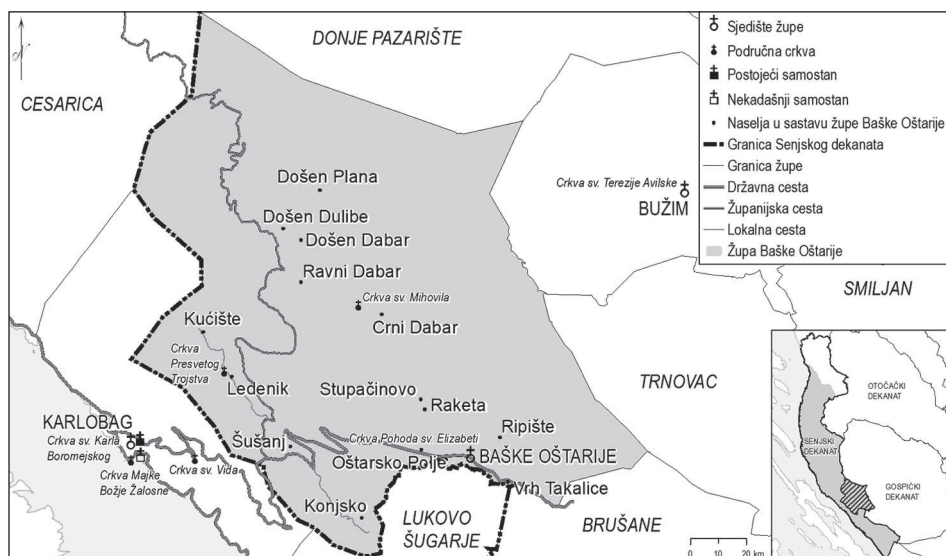 DONJE PAZARIŠTE
CESARICA
Sjedište župe
Područna crkva
Postojeći samostan
Nekadašnji samostan
Naselja u sastavu župe Baške Oštarije
Granica Senjskog dekanata
Granica župe
Državna cesta
Županijska cesta
Lokalna cesta
Župa Baške Oštarije
Došen Plana
Crkva sv. Terezije Avilske
BUŽIM
Došen Dulibe
Došen Dabar
Ravni Dabar
SMILJAN
Crkva sv. Mihovila
Crni Dabar
Kućište
Crkva
Presvetog
Trojstva
Ledenik
Stupačinovo
Raketa
TRNOVAC
KARLOBAG
Crkva sv. Karla
Boromejskog
Crkva Majke
Božje Žalosne
Crkva sv. Vida
Šušanj
Crkva Pohoda sv. Elizabeti
Ripište
BAŠKE OŠTARIJE
Oštarsko Polje
Vrh Takalice
Konjsko
LUKOVO
ŠUGARJE
BRUŠANE
0 10 20 km
OTOČAČKI
DEKANAT
SENJSKI
DEKANAT
GOSPIĆKI
DEKANAT